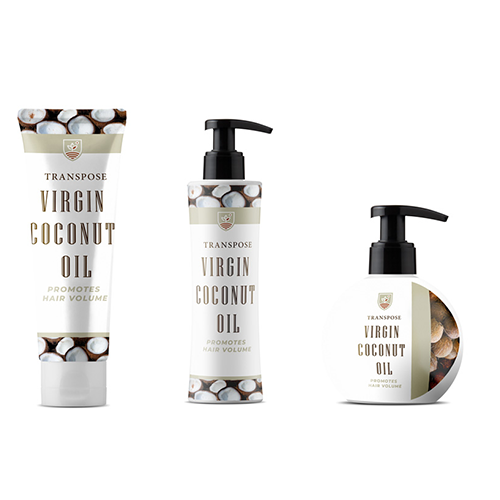 TRANSPOSE
VIRGIN
COCONUT
OIL
PROMOTES
HAIR VOLUME
TRANSPOSE
VIRGIN
COCONUT
OIL
PROMOTES
HAIR VOLUME
TRANSPOSE
VIRGIN
COCONUT
OIL
PROMOTES
HAIR VOLUME